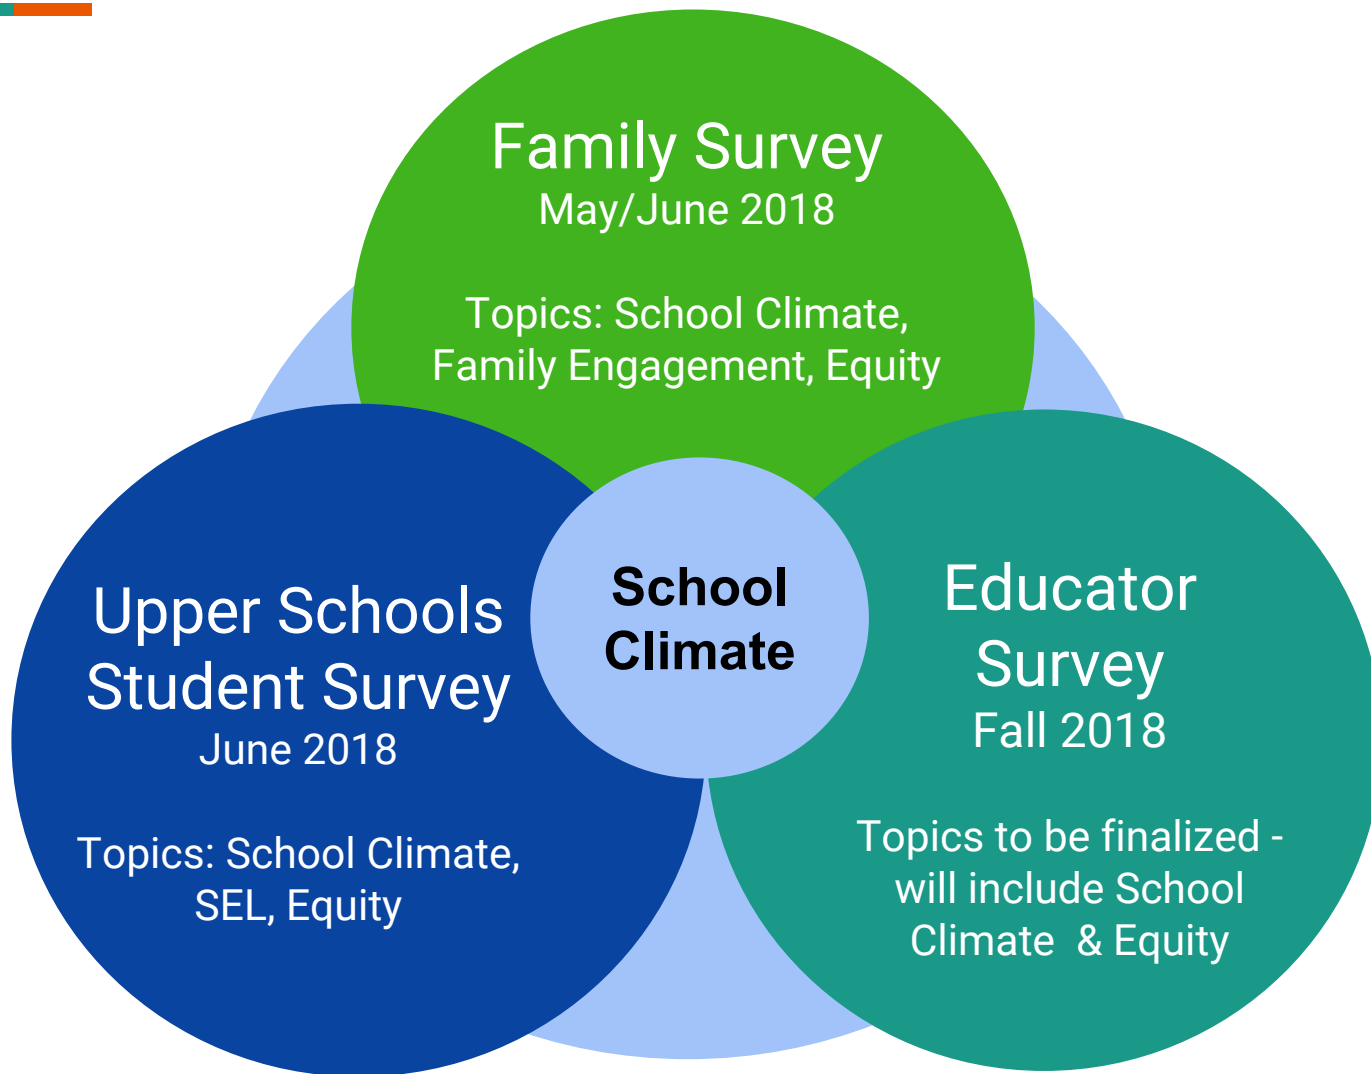 Family Survey
May/June 2018
Topics: School Climate,
Family Engagement, Equity
Upper Schools
Student Survey
June 2018
Topics: School Climate,
SEL, Equity
School
Climate
Educator
Survey
Fall 2018
Topics to be finalized -
will include School
Climate  & Equity